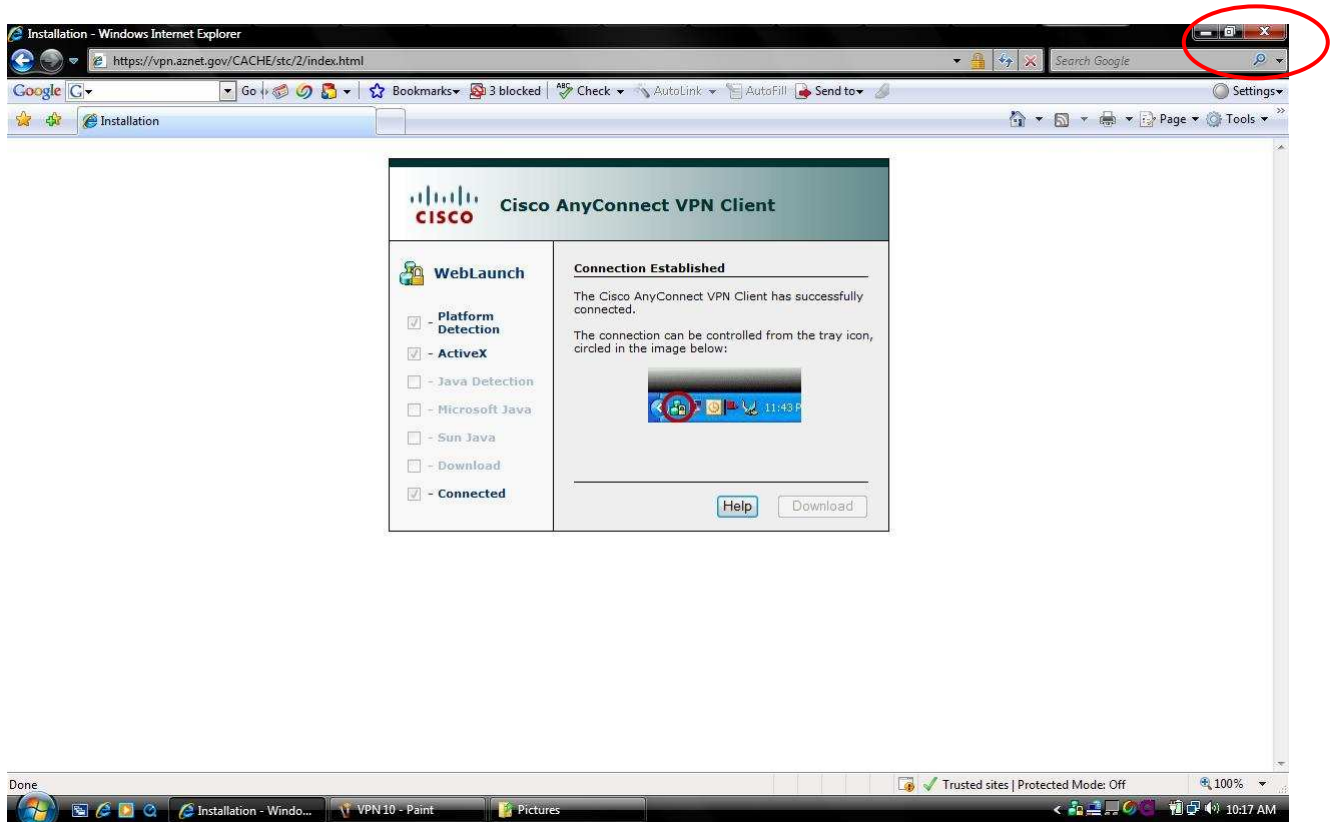 Installation - Windows Internet Explorer
https://vpn.aznet.gov/CACHE/stc/2/index.html Search Google
Google G Go Bookmarks 3 blocked ABC Check AutoLink AutoFill Send to Settings
Installation Page Tools »
CISCO Cisco AnyConnect VPN Client
WebLaunch
- Platform Detection
- ActiveX
- Java Detection
- Microsoft Java
- Sun Java
- Download
- Connected
Connection Established
The Cisco AnyConnect VPN Client has successfully
connected.
The connection can be controlled from the tray icon,
circled in the image below:
11:43 P
Help Download
Done Trusted sites | Protected Mode: Off 100%
Installation - Windo... VPN 10 - Paint Pictures 10:17 AM